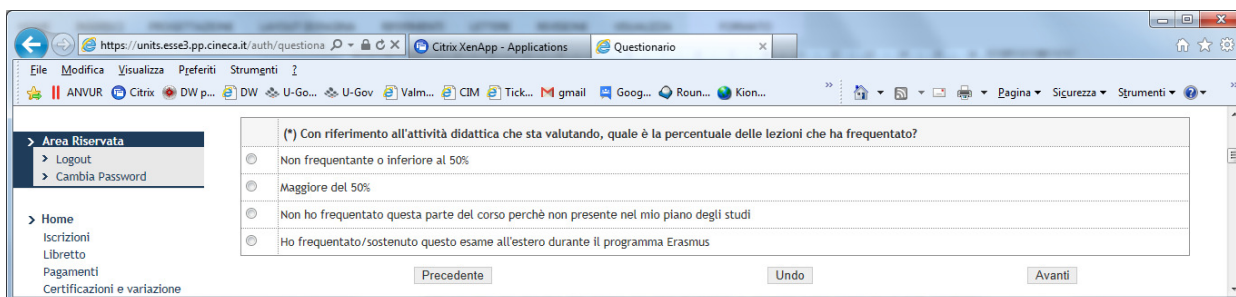 https://units.esse3.pp.cineca.it/auth/questiona
Citrix XenApp - Applications
Questionario
File Modifica Visualizza Preferiti Strumenti ?
ANVUR Citrix DW p... DW U-Go... U-Gov Valm... CIM Tick... gmail Goog... Roun... Kion... » Pagina Sicurezza Strumenti
Area Riservata
Logout
Cambia Password
Home
Iscrizioni
Libretto
Pagamenti
Certificazioni e variazione
(*) Con riferimento all'attività didattica che sta valutando, quale è la percentuale delle lezioni che ha frequentato?
Non frequentante o inferiore al 50%
Maggiore del 50%
Non ho frequentato questa parte del corso perchè non presente nel mio piano degli studi
Ho frequentato/sostenuto questo esame all'estero durante il programma Erasmus
Precedente Undo Avanti